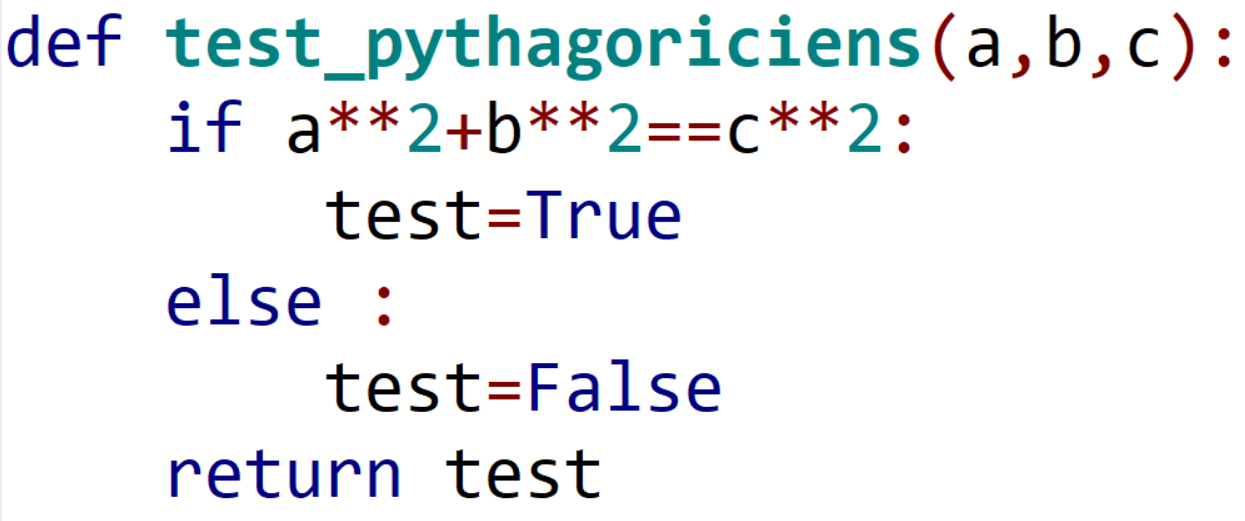 def test_pythagoriciens(a,b,c):
    if a**2+b**2==c**2:
        test=True
    else :
        test=False
    return test